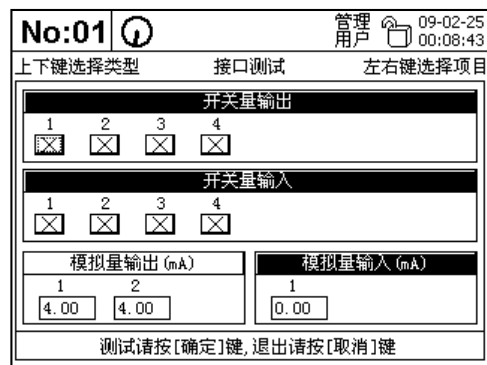 No:01 管理用户 09-02-25 00:08:43
上下键选择类型 接口测试 左右键选择项目
开关量输出
1 2 3 4
开关量输入
1 2 3 4
模拟量输出(mA) 模拟量输入(mA)
1 2 1
4.00 4.00 0.00
测试请按[确定]键,退出请按[取消]键